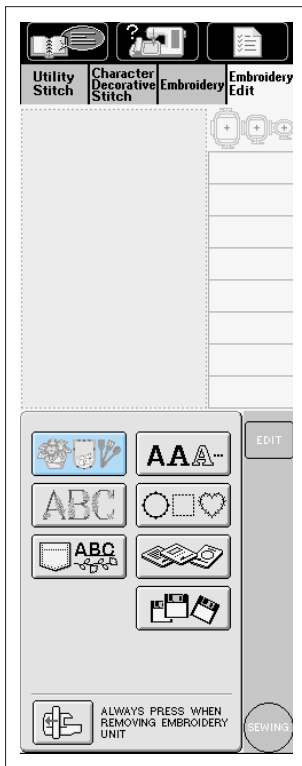 Utility
Stitch
Character
Decorative
Stitch
Embroidery
Embroidery
Edit
EDIT
AAA
ABC
ABC
ALWAYS PRESS WHEN
REMOVING EMBROIDERY
UNIT
SEWING